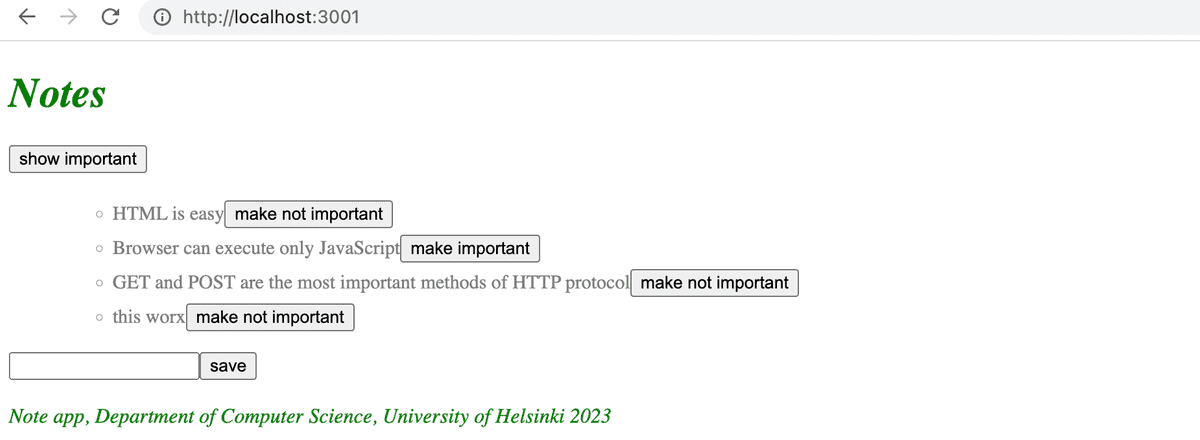 http://localhost:3001
Notes
show important
HTML is easy make not important
Browser can execute only JavaScript make important
GET and POST are the most important methods of HTTP protocol make not important
this worx make not important
save
Note app, Department of Computer Science, University of Helsinki 2023